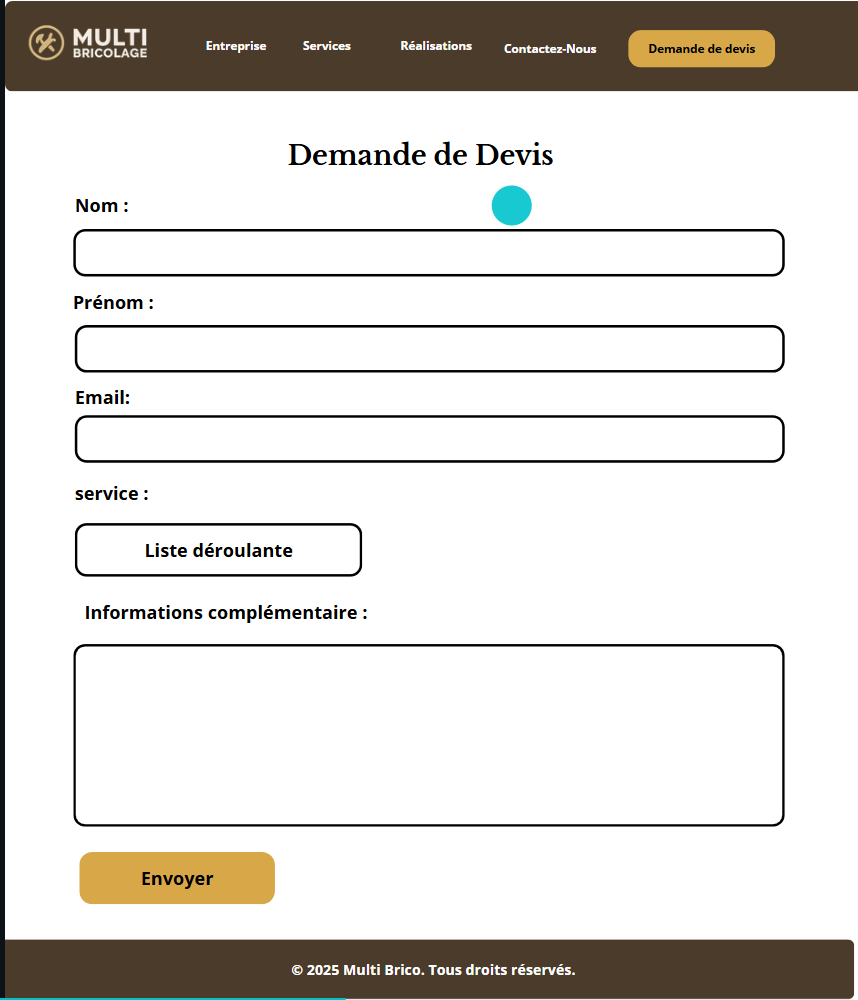 MULTI
BRICOLAGE
Entreprise Services Réalisations Contactez-Nous Demande de devis
Demande de Devis
Nom :
Prénom :
Email:
service :
Liste déroulante
Informations complémentaire :
Envoyer
© 2025 Multi Brico. Tous droits réservés.